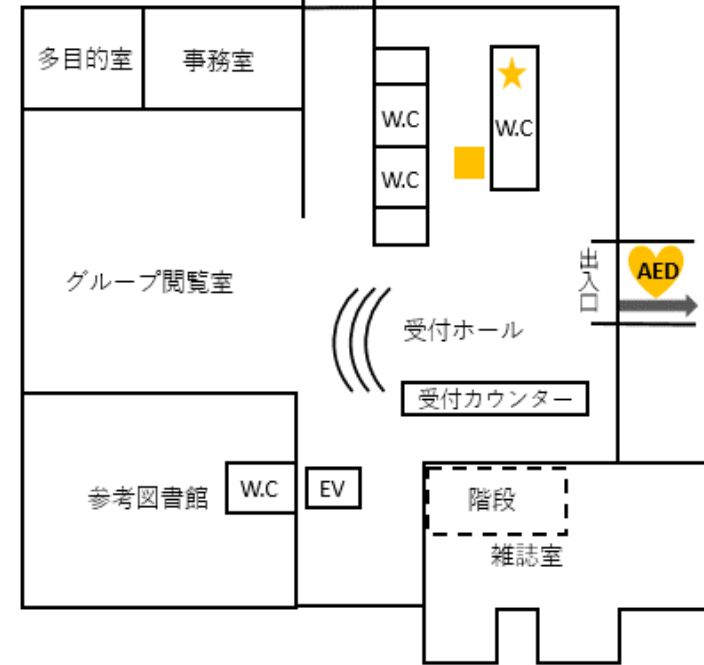 多目的室
事務室
W.C
W.C
W.C
グループ閲覧室
出入口
AED
受付ホール
受付カウンター
参考図書館
W.C
EV
階段
雑誌室